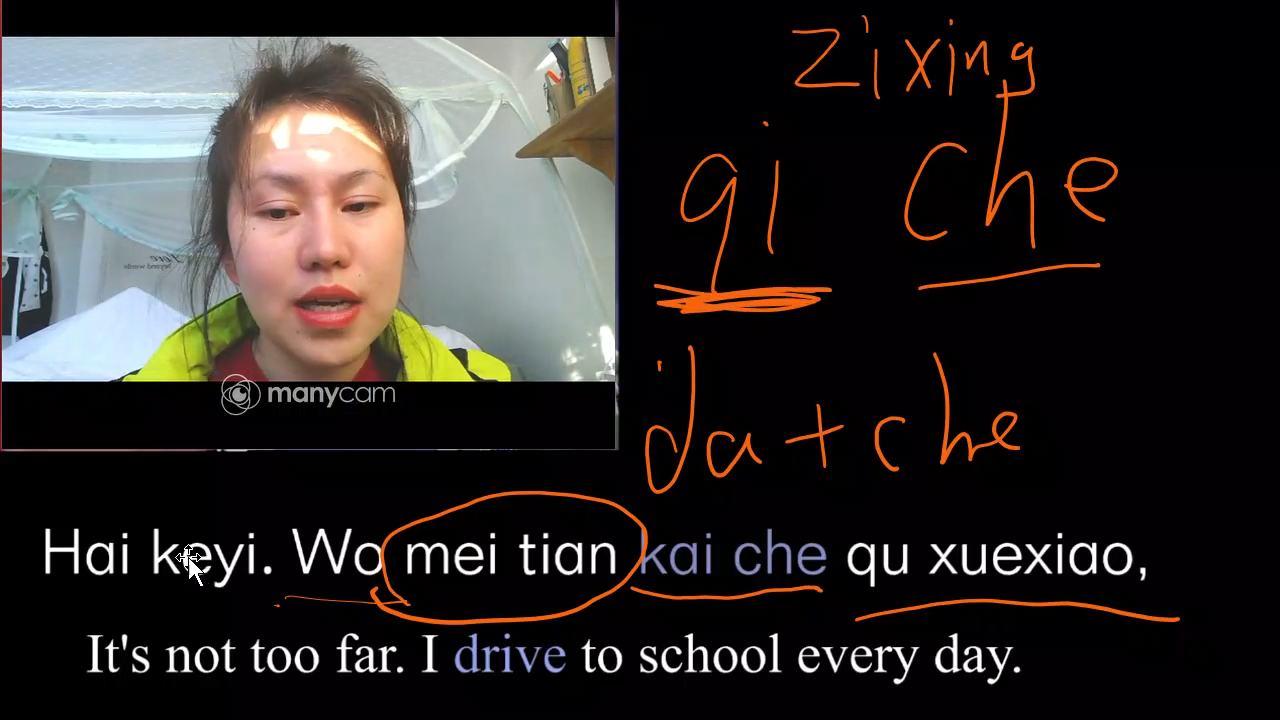 zixing
qi che
da + che
manycam
Hai keyi. Wo mei tian kai che qu xuexiao,
It's not too far. I drive to school every day.